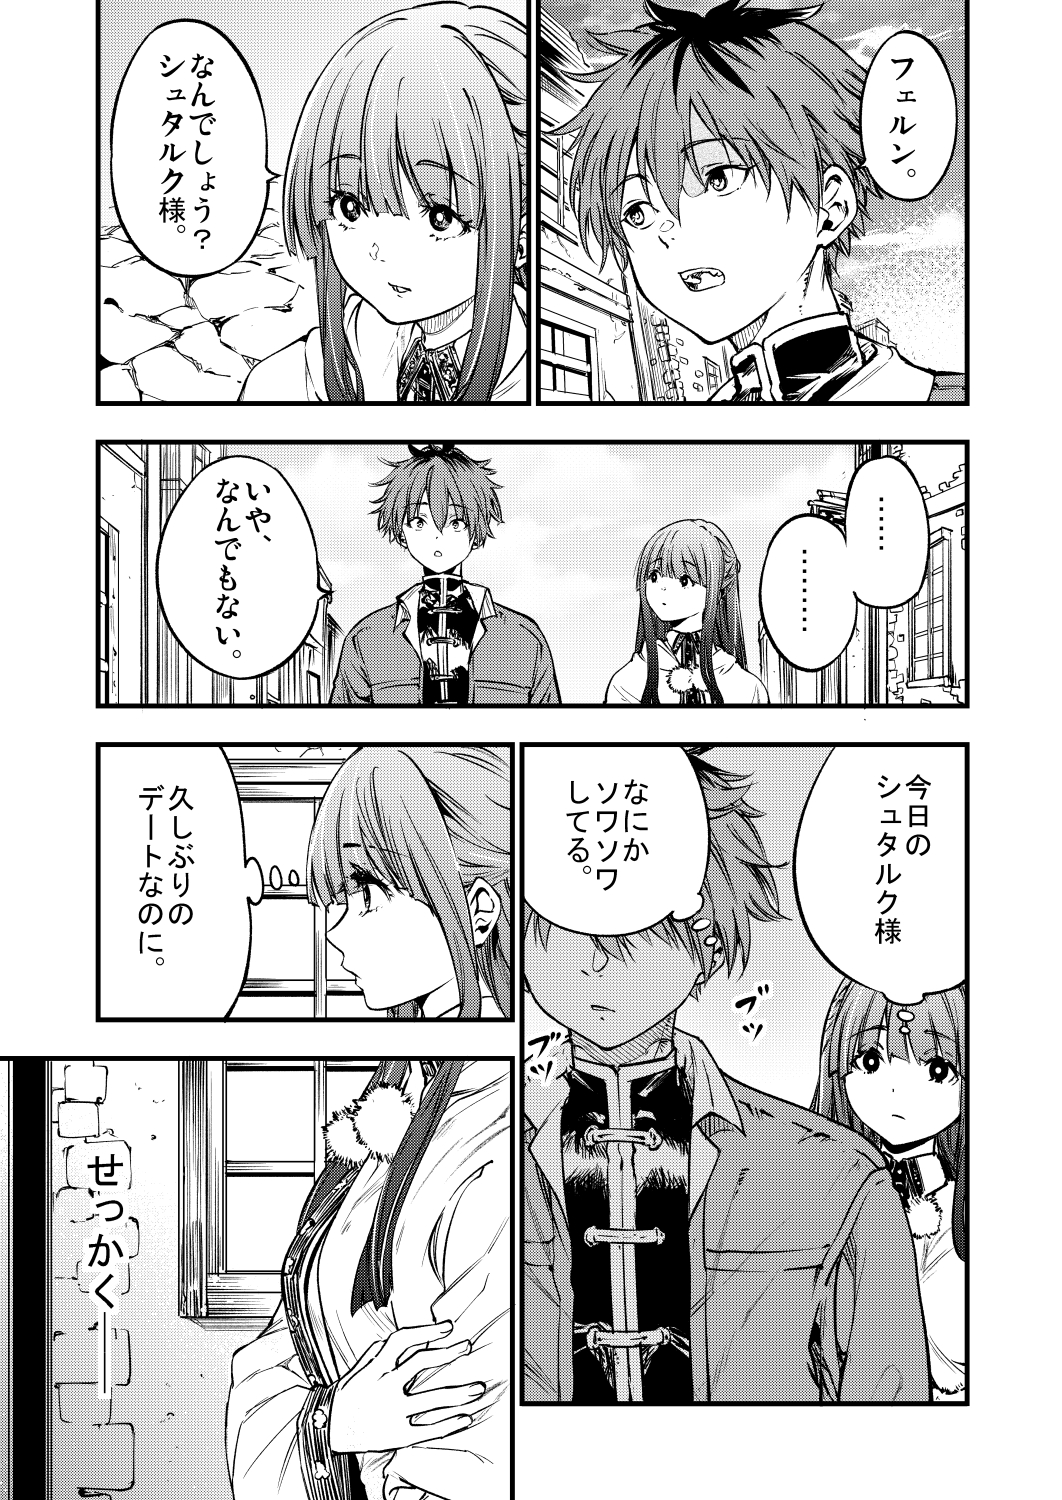 フェルン。
なんでしょう？
シュタルク様。
……
………
いや、
なんでもない。
今日の
シュタルク様
なにか
ソワソワ
してる。
ブツ
ブツ
久しぶりの
デートなのに。
せっかく――